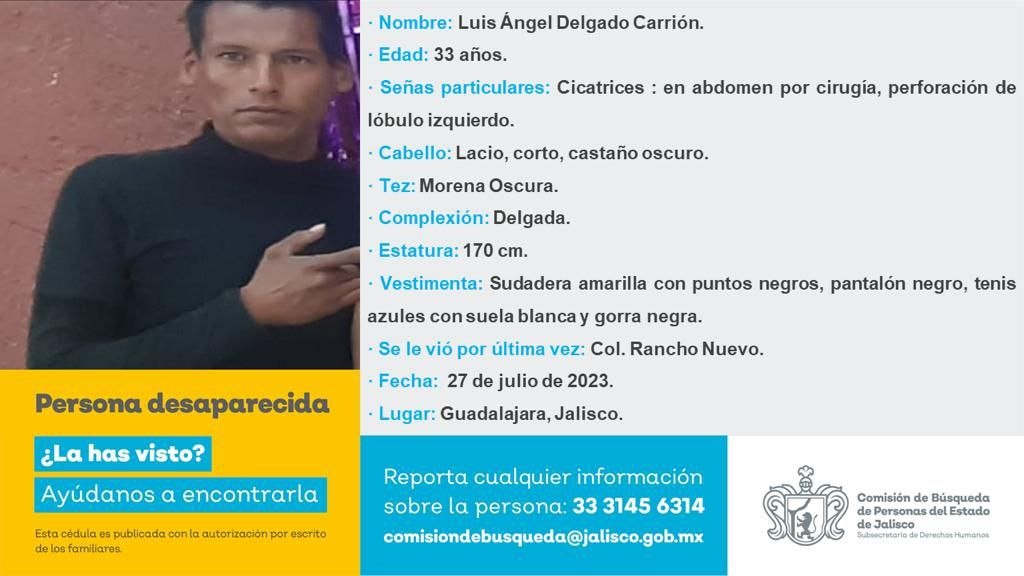 · Nombre: Luis Ángel Delgado Carrión.
· Edad: 33 años.
· Señas particulares: Cicatrices : en abdomen por cirugía, perforación de
lóbulo izquierdo.
· Cabello: Lacio, corto, castaño oscuro.
· Tez: Morena Oscura.
· Complexión: Delgada.
· Estatura: 170 cm.
· Vestimenta: Sudadera amarilla con puntos negros, pantalón negro, tenis
azules con suela blanca y gorra negra.
· Se le vió por última vez: Col. Rancho Nuevo.
· Fecha: 27 de julio de 2023.
· Lugar: Guadalajara, Jalisco.
Persona desaparecida
¿La has visto?
Ayúdanos a encontrarla
Esta cédula es publicada con la autorización por escrito
de los familiares.
Reporta cualquier información
sobre la persona: 33 3145 6314
comisiondebusqueda@jalisco.gob.mx
Comisión de Búsqueda
de Personas del Estado
de Jalisco
Subsecretaría de Derechos Humanos